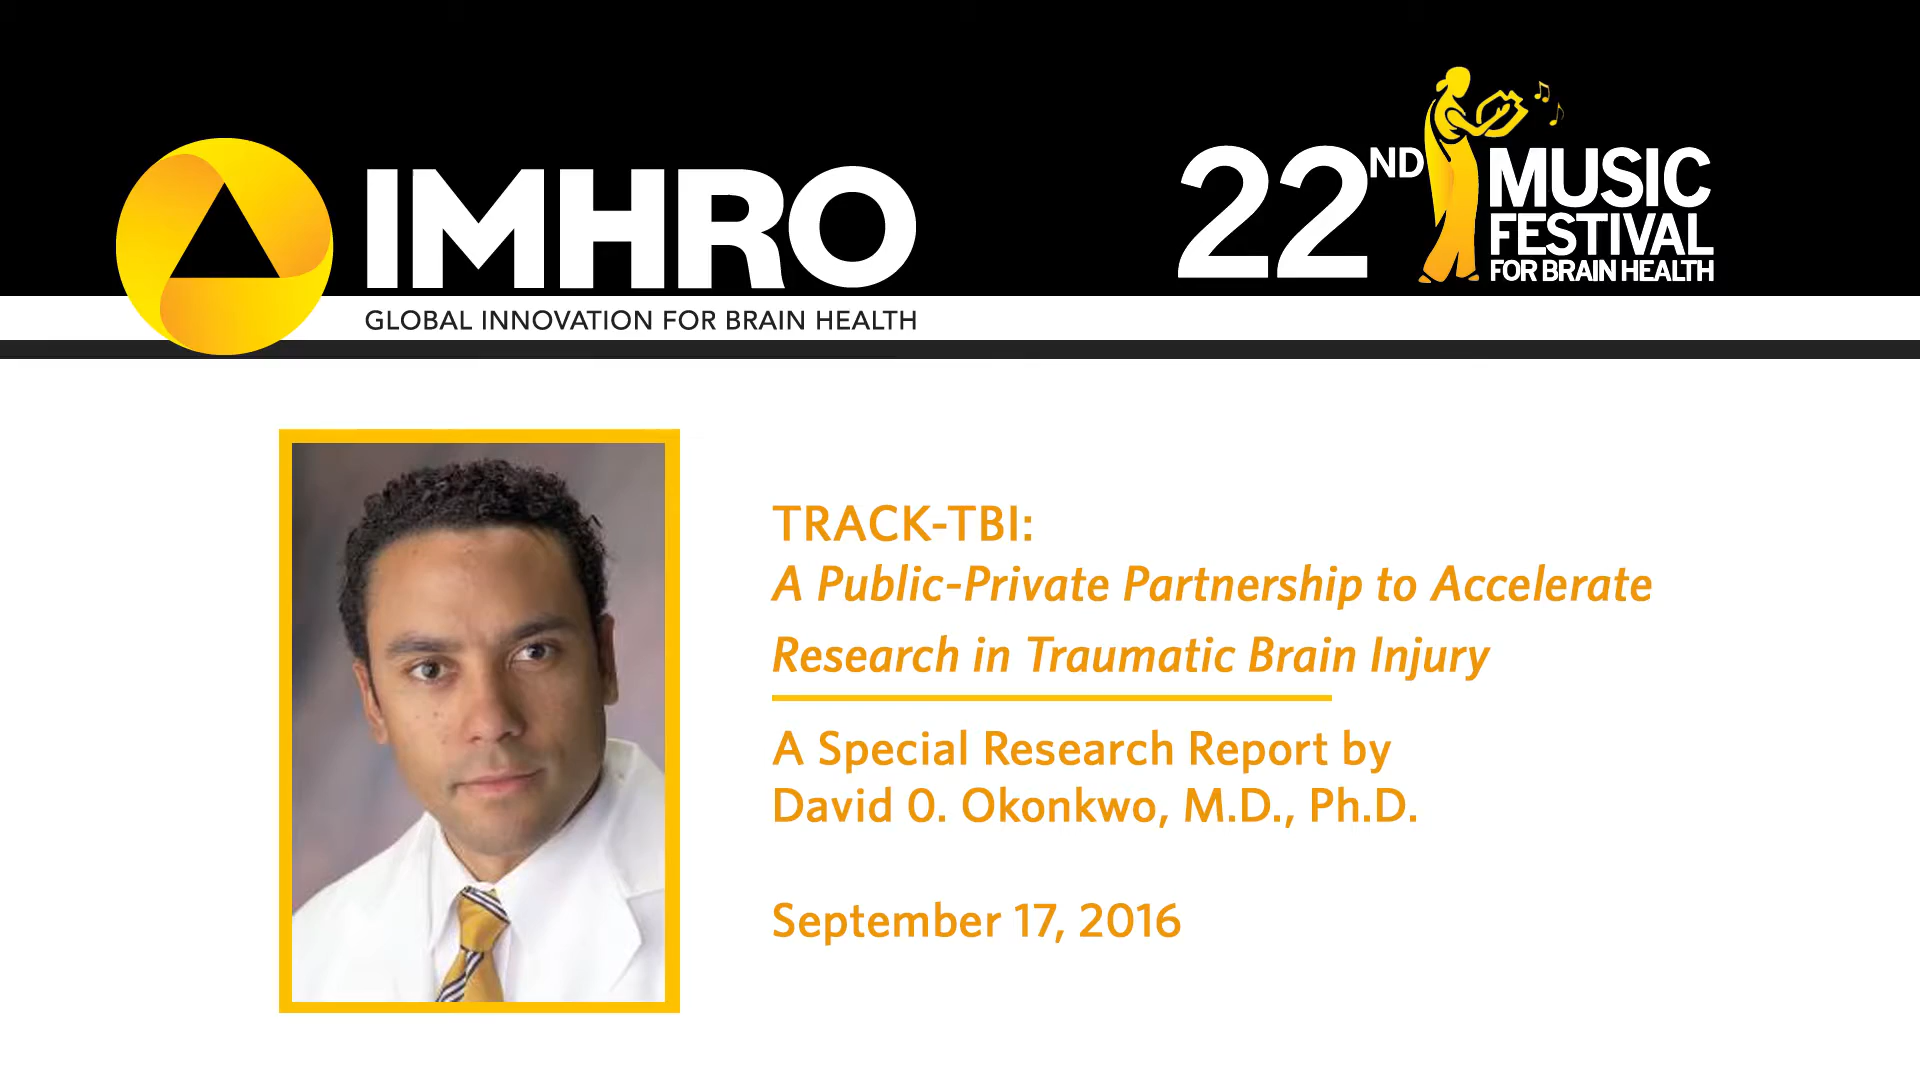 IMHRO
GLOBAL INNOVATION FOR BRAIN HEALTH
22ND
MUSIC
FESTIVAL
FOR BRAIN HEALTH
TRACK-TBI:
A Public-Private Partnership to Accelerate
Research in Traumatic Brain Injury
A Special Research Report by
David O. Okonkwo, M.D., Ph.D.
September 17, 2016